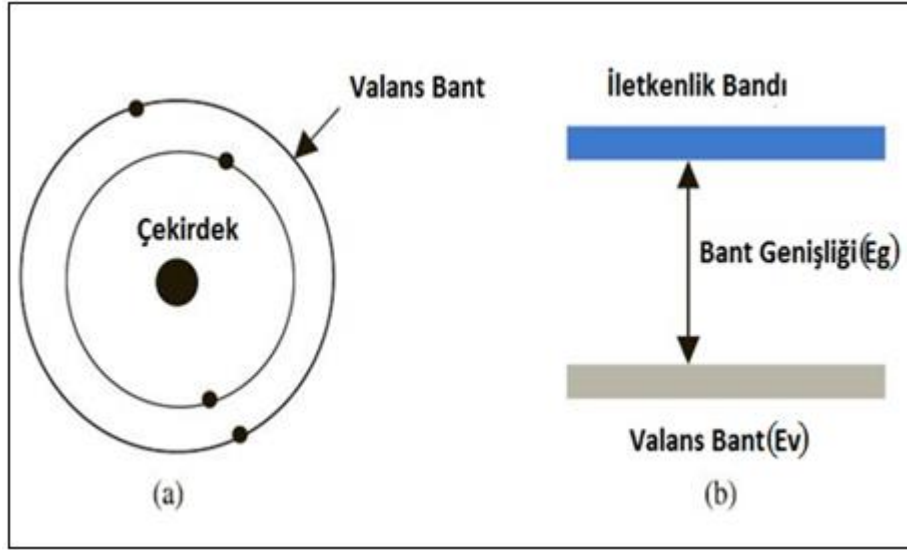 Valans Bant
Çekirdek
(a)
İletkenlik Bandı
Bant Genişliği(Eg)
Valans Bant(Ev)
(b)